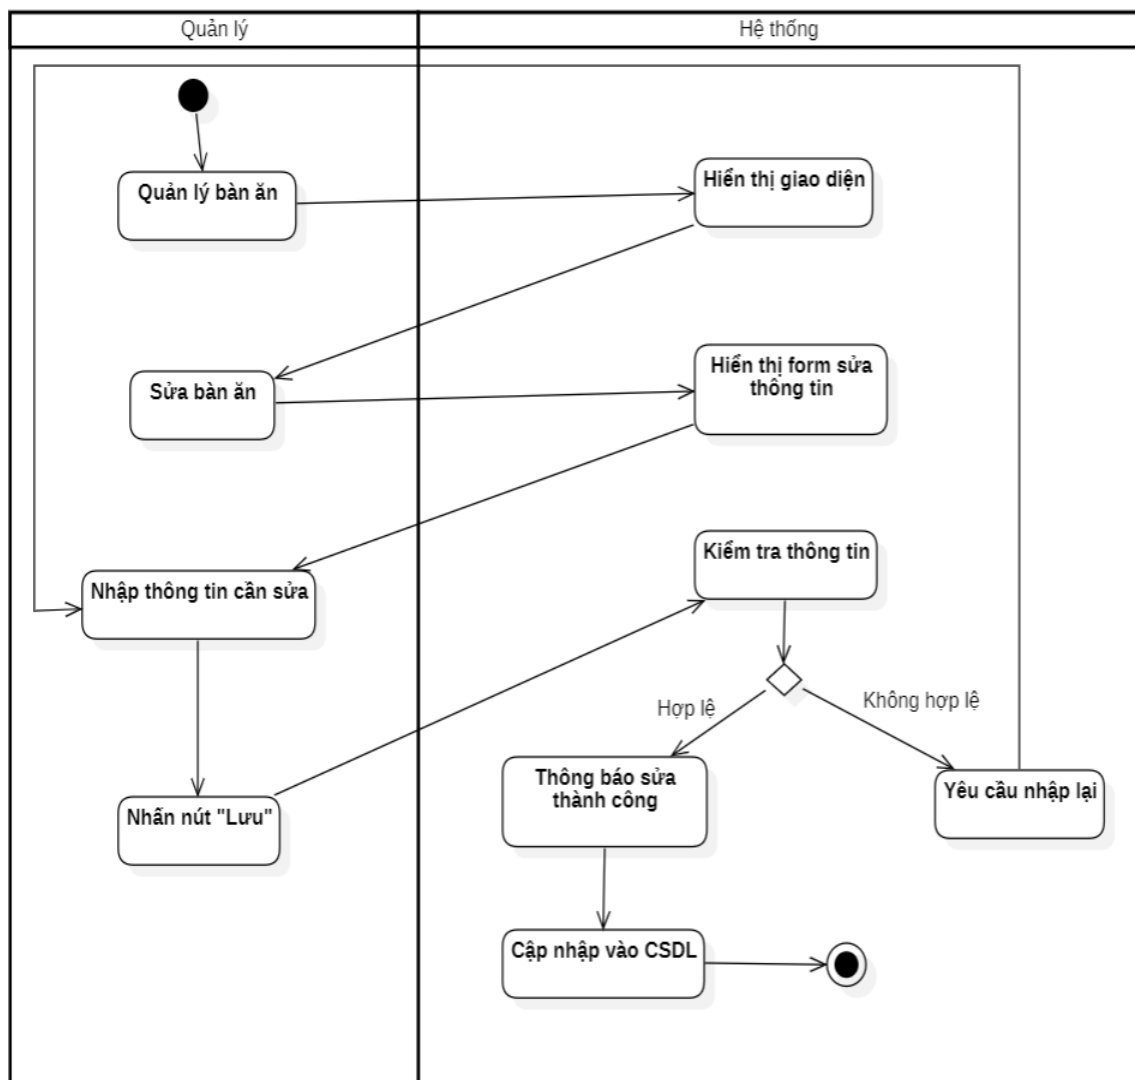 Quản lý
Hệ thống
Quản lý bàn ăn
Hiển thị giao diện
Sửa bàn ăn
Hiển thị form sửa
thông tin
Nhập thông tin cần sửa
Kiểm tra thông tin
Hợp lệ
Không hợp lệ
Nhấn nút "Lưu"
Thông báo sửa
thành công
Yêu cầu nhập lại
Cập nhập vào CSDL